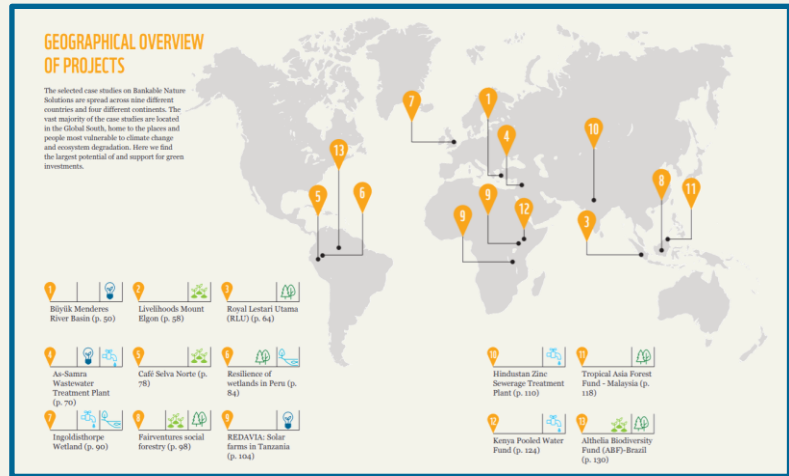 GEOGRAPHICAL OVERVIEW
OF PROJECTS
The selected case studies on Bankable Nature
Solutions are spread across nine different
countries and four different continents. The
vast majority of the case studies are located
in the Global South, home to the places and
people most vulnerable to climate change
and ecosystem degradation. Here we find
the largest potential of and support for green
investments.
7
1
4
10
13
5
6
9
9
12
3
8
11
1
Büyük Menderes
River Basin (p. 50)
2
Livelihoods Mount
Elgon (p. 58)
3
Royal Lestari Utama
(RLU) (p. 64)
4
As-Samra
Wastewater
Treatment Plant
(p. 70)
5
Café Selva Norte (p.
78)
6
Resilience of
wetlands in Peru (p.
84)
7
Ingoldisthorpe
Wetland (p. 90)
8
Fairventures social
forestry (p. 98)
9
REDAVIA: Solar
farms in Tanzania
(p. 104)
10
Hindustan Zinc
Sewerage Treatment
Plant (p. 110)
11
Tropical Asia Forest
Fund - Malaysia (p.
118)
12
Kenya Pooled Water
Fund (p. 124)
13
Althelia Biodiversity
Fund (ABF)-Brazil
(p. 130)